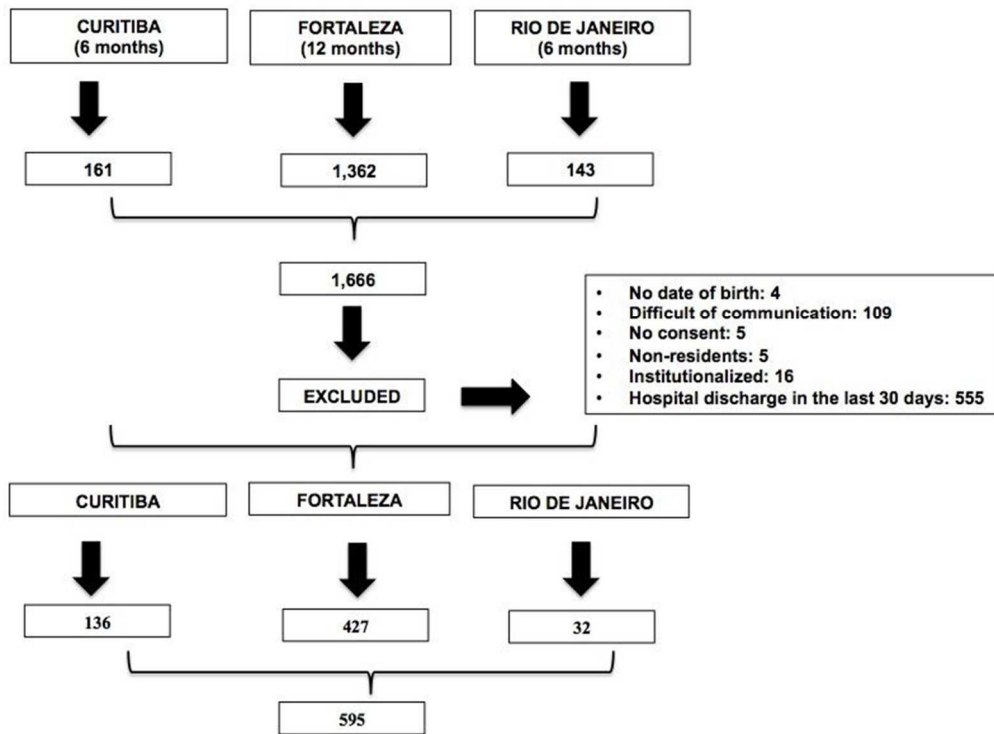 CURITIBA
(6 months)
FORTALEZA
(12 months)
RIO DE JANEIRO
(6 months)
161
1,362
143
1,666
EXCLUDED
• No date of birth: 4
• Difficult of communication: 109
• No consent: 5
• Non-residents: 5
• Institutionalized: 16
• Hospital discharge in the last 30 days: 555
CURITIBA
FORTALEZA
RIO DE JANEIRO
136
427
32
595